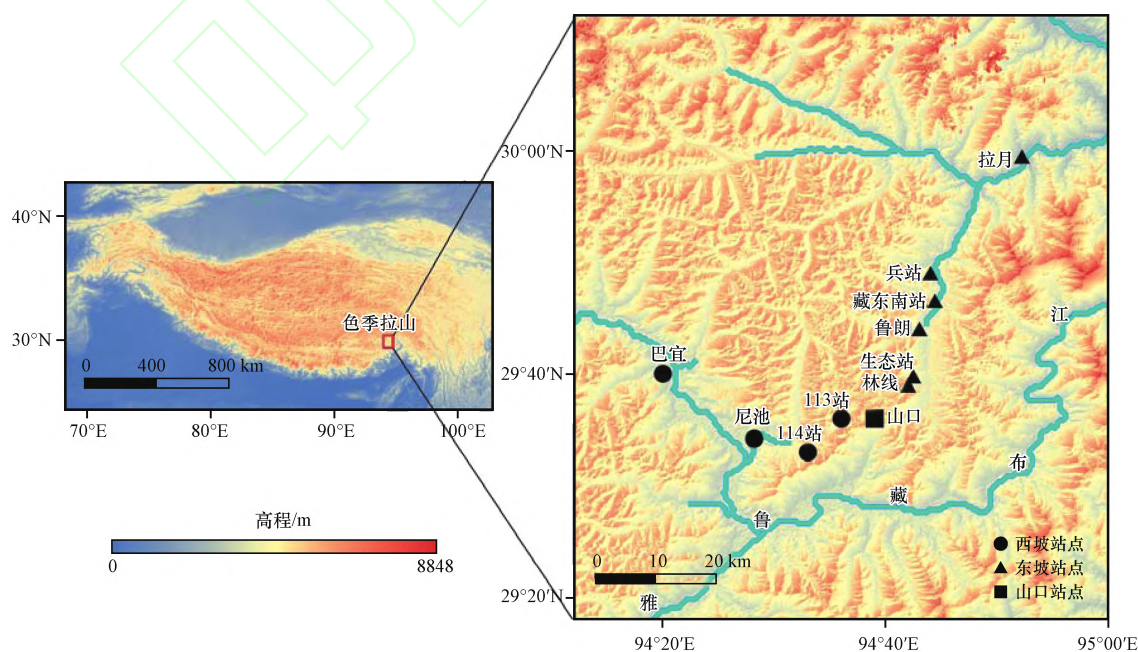 40°N
30°N
色季拉山
0 400 800 km
70°E 80°E 90°E 100°E
高程/m
0 8848
30°00′N
29°40′N
29°20′N
拉月
兵站
藏东南站
鲁朗
生态站
林线
巴宜
113站
山口
尼池
114站
江
布
藏
鲁
雅
0 10 20 km
西坡站点
东坡站点
山口站点
94°20′E 94°40′E 95°00′E